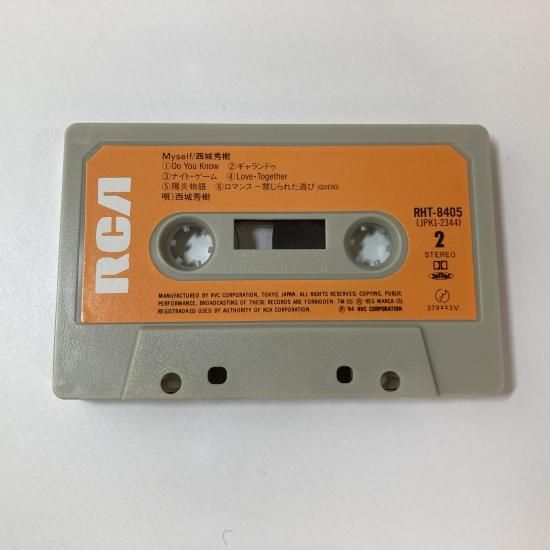 RCA
Myself/西城秀樹
①Do You Know ②ギャランドゥ
③ナイト・ゲーム ④Love・Together
⑤陽炎物語 ⑥ロマンス－禁じられた遊び (QUIERO)
唄)西城秀樹
RHT-8405
(JPK1-2344)
2
STEREO
MANUFACTURED BY RVC CORPORATION, TOKYO, JAPAN. ALL RIGHTS RESERVED, COPYING, PUBLIC
PERFORMANCE, BROADCASTING OF THESE RECORDS ARE FORBIDDEN. TM(S) ® REG. MARCA(S)
REGISTRADA(S) USED BY AUTHORITY OF RCA CORPORATION. Ⓟ '84 RVC CORPORATION
379223V